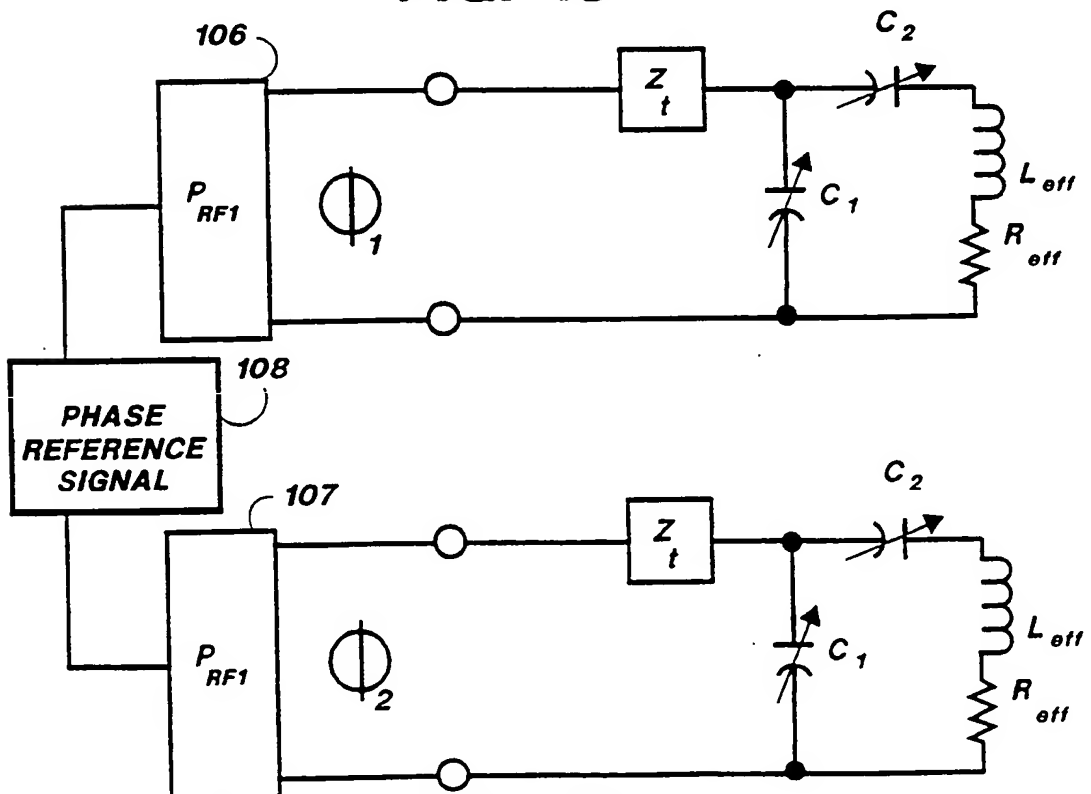 106
C2
Zt
PRF1
Φ1
C1
Leff
Reff
108
PHASE
REFERENCE
SIGNAL
107
C2
Zt
PRF1
Φ2
C1
Leff
Reff